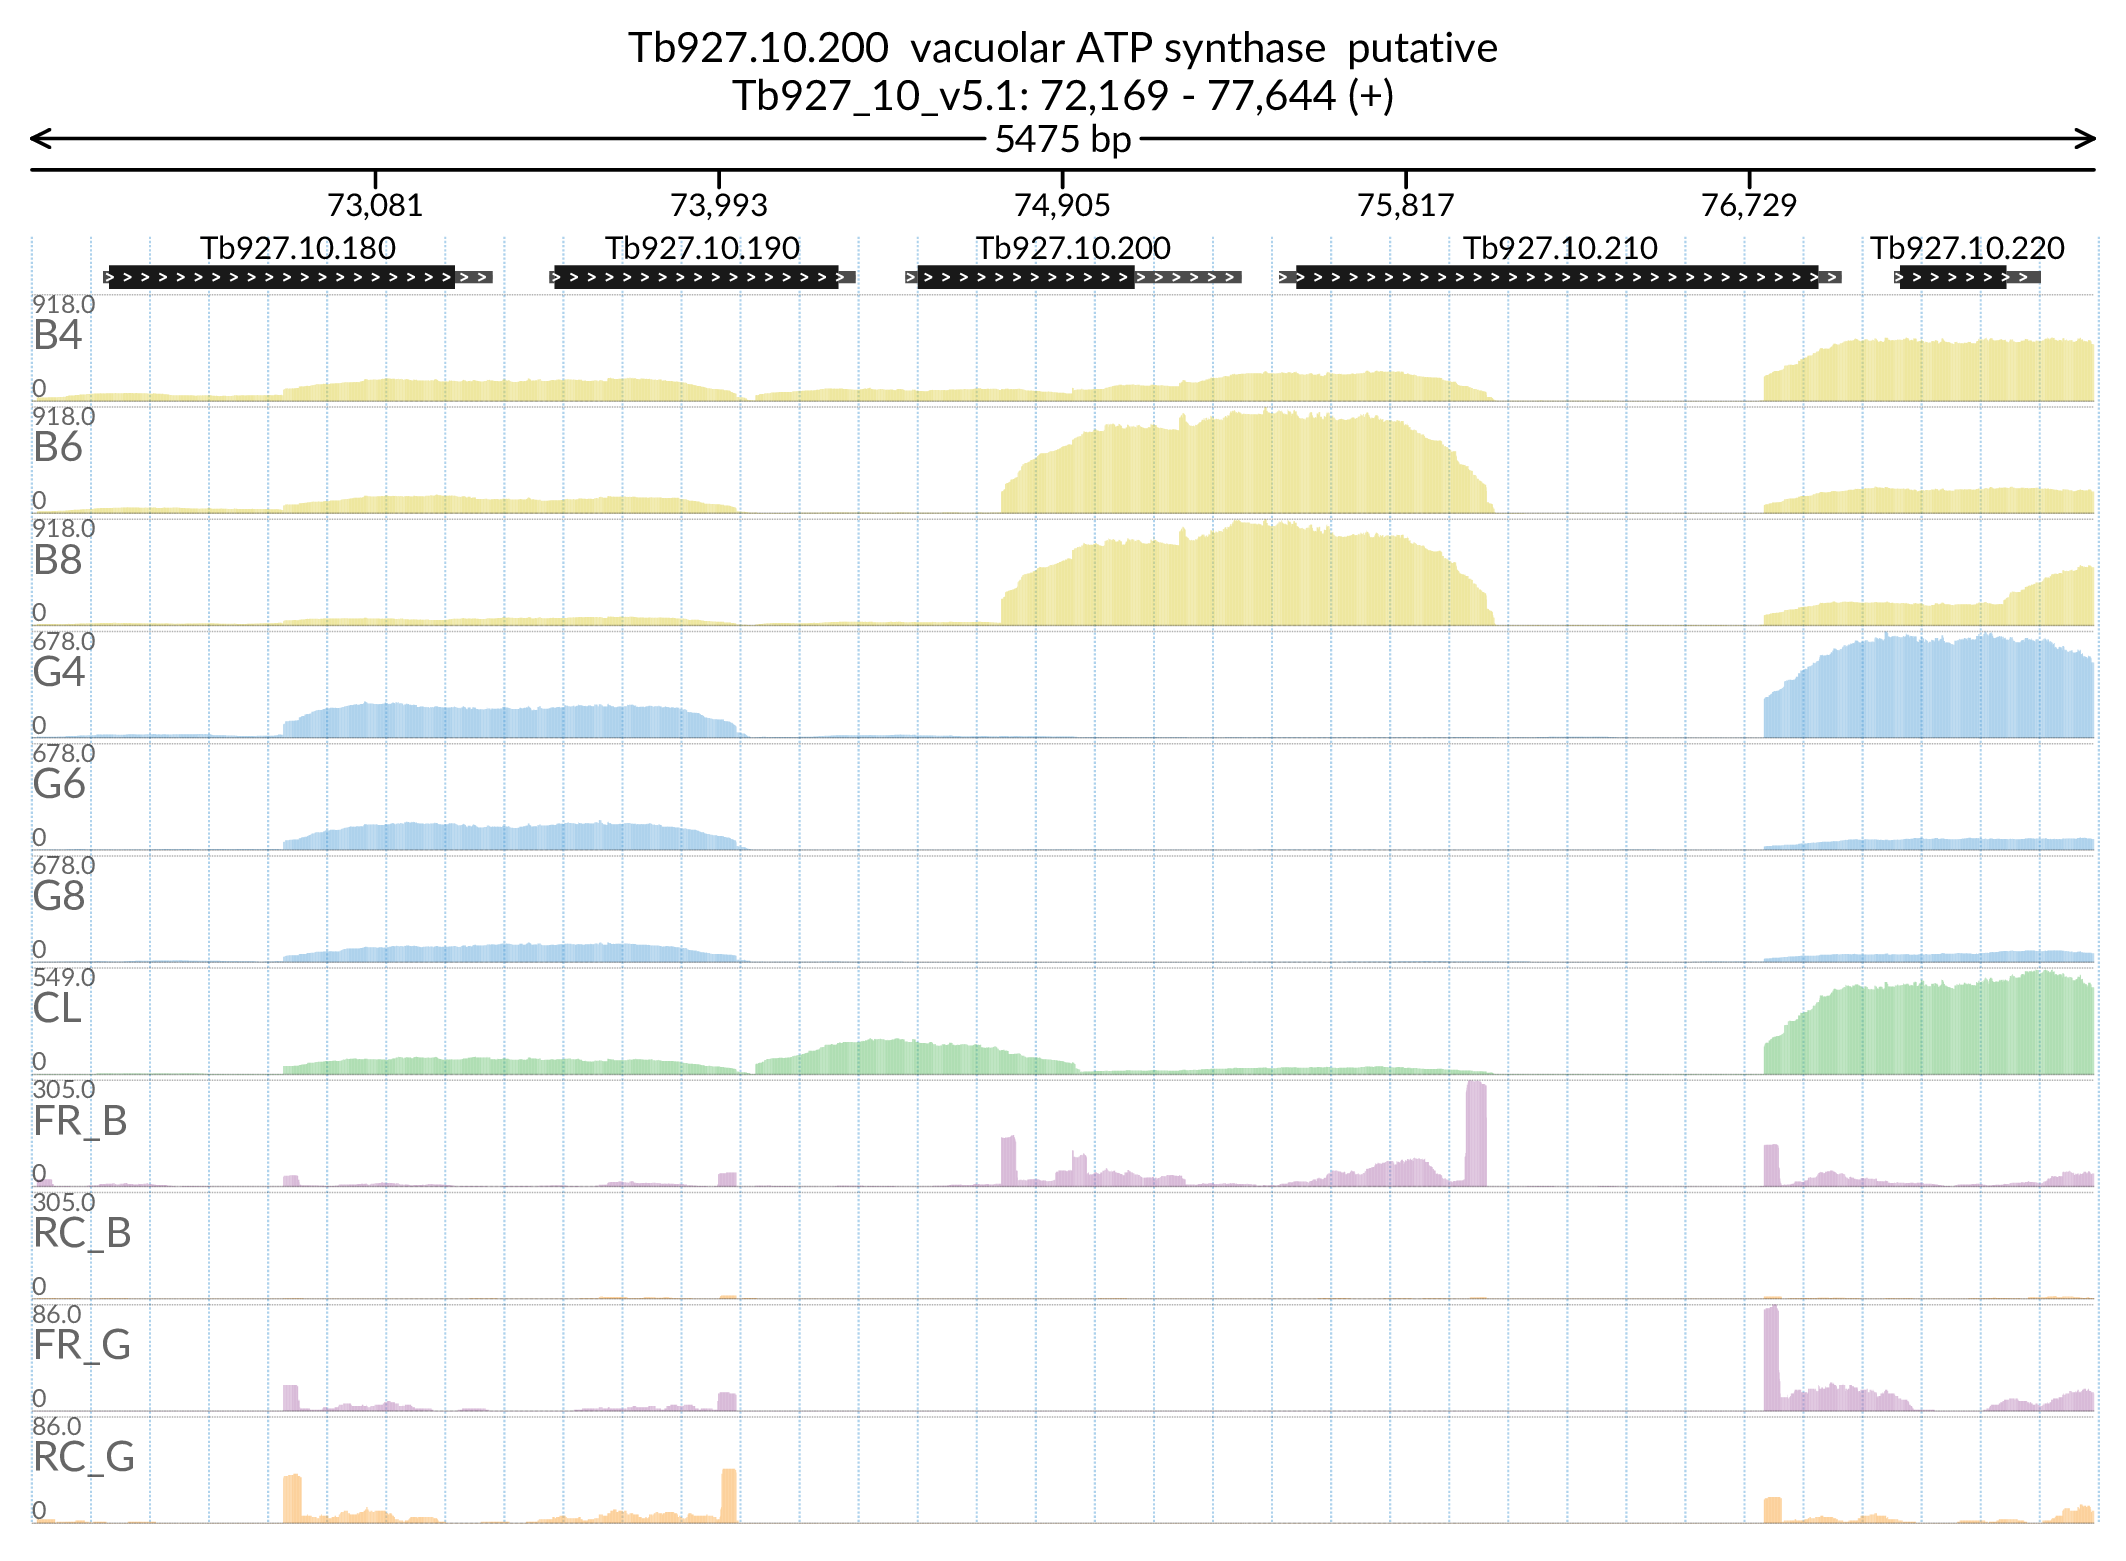 Tb927.10.200  vacuolar ATP synthase  putative
Tb927_10_v5.1: 72,169 - 77,644 (+)
5475 bp
73,081 73,993 74,905 75,817 76,729
Tb927.10.180 Tb927.10.190 Tb927.10.200 Tb927.10.210 Tb927.10.220
918.0
B4
0
918.0
B6
0
918.0
B8
0
678.0
G4
0
678.0
G6
0
678.0
G8
0
549.0
CL
0
305.0
FR_B
0
305.0
RC_B
0
86.0
FR_G
0
86.0
RC_G
0